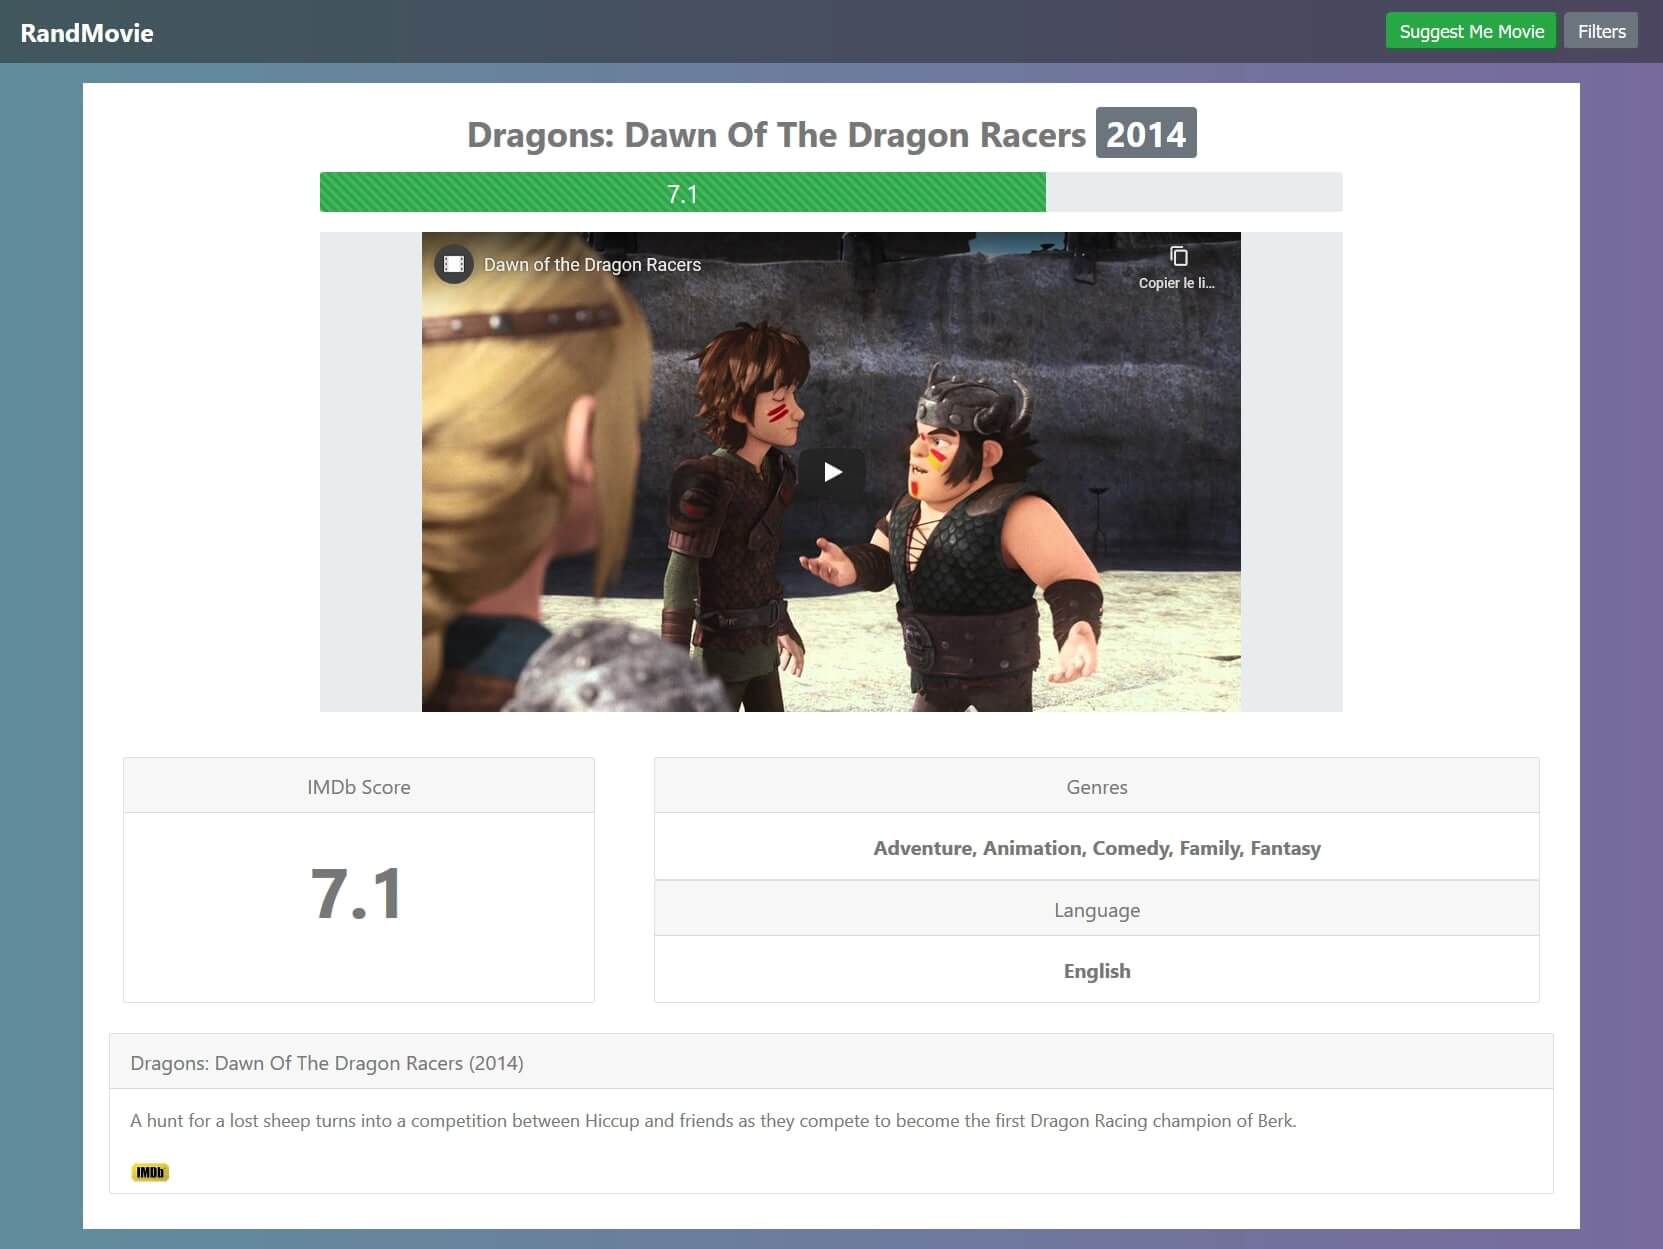 RandMovie
Suggest Me Movie
Filters
Dragons: Dawn Of The Dragon Racers 2014
7.1
Dawn of the Dragon Racers
Copier le li...
IMDb Score
7.1
Genres
Adventure, Animation, Comedy, Family, Fantasy
Language
English
Dragons: Dawn Of The Dragon Racers (2014)
A hunt for a lost sheep turns into a competition between Hiccup and friends as they compete to become the first Dragon Racing champion of Berk.
IMDb